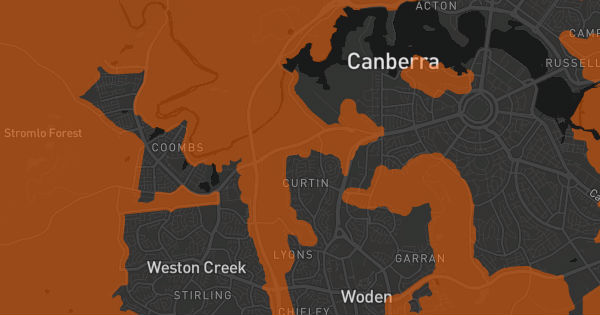 ACTON
CAMP
Canberra
RUSSELL
Stromlo Forest
COOMBS
CURTIN
Ca
LYONS
GARRAN
Weston Creek
STIRLING
Woden
CHIFLEY